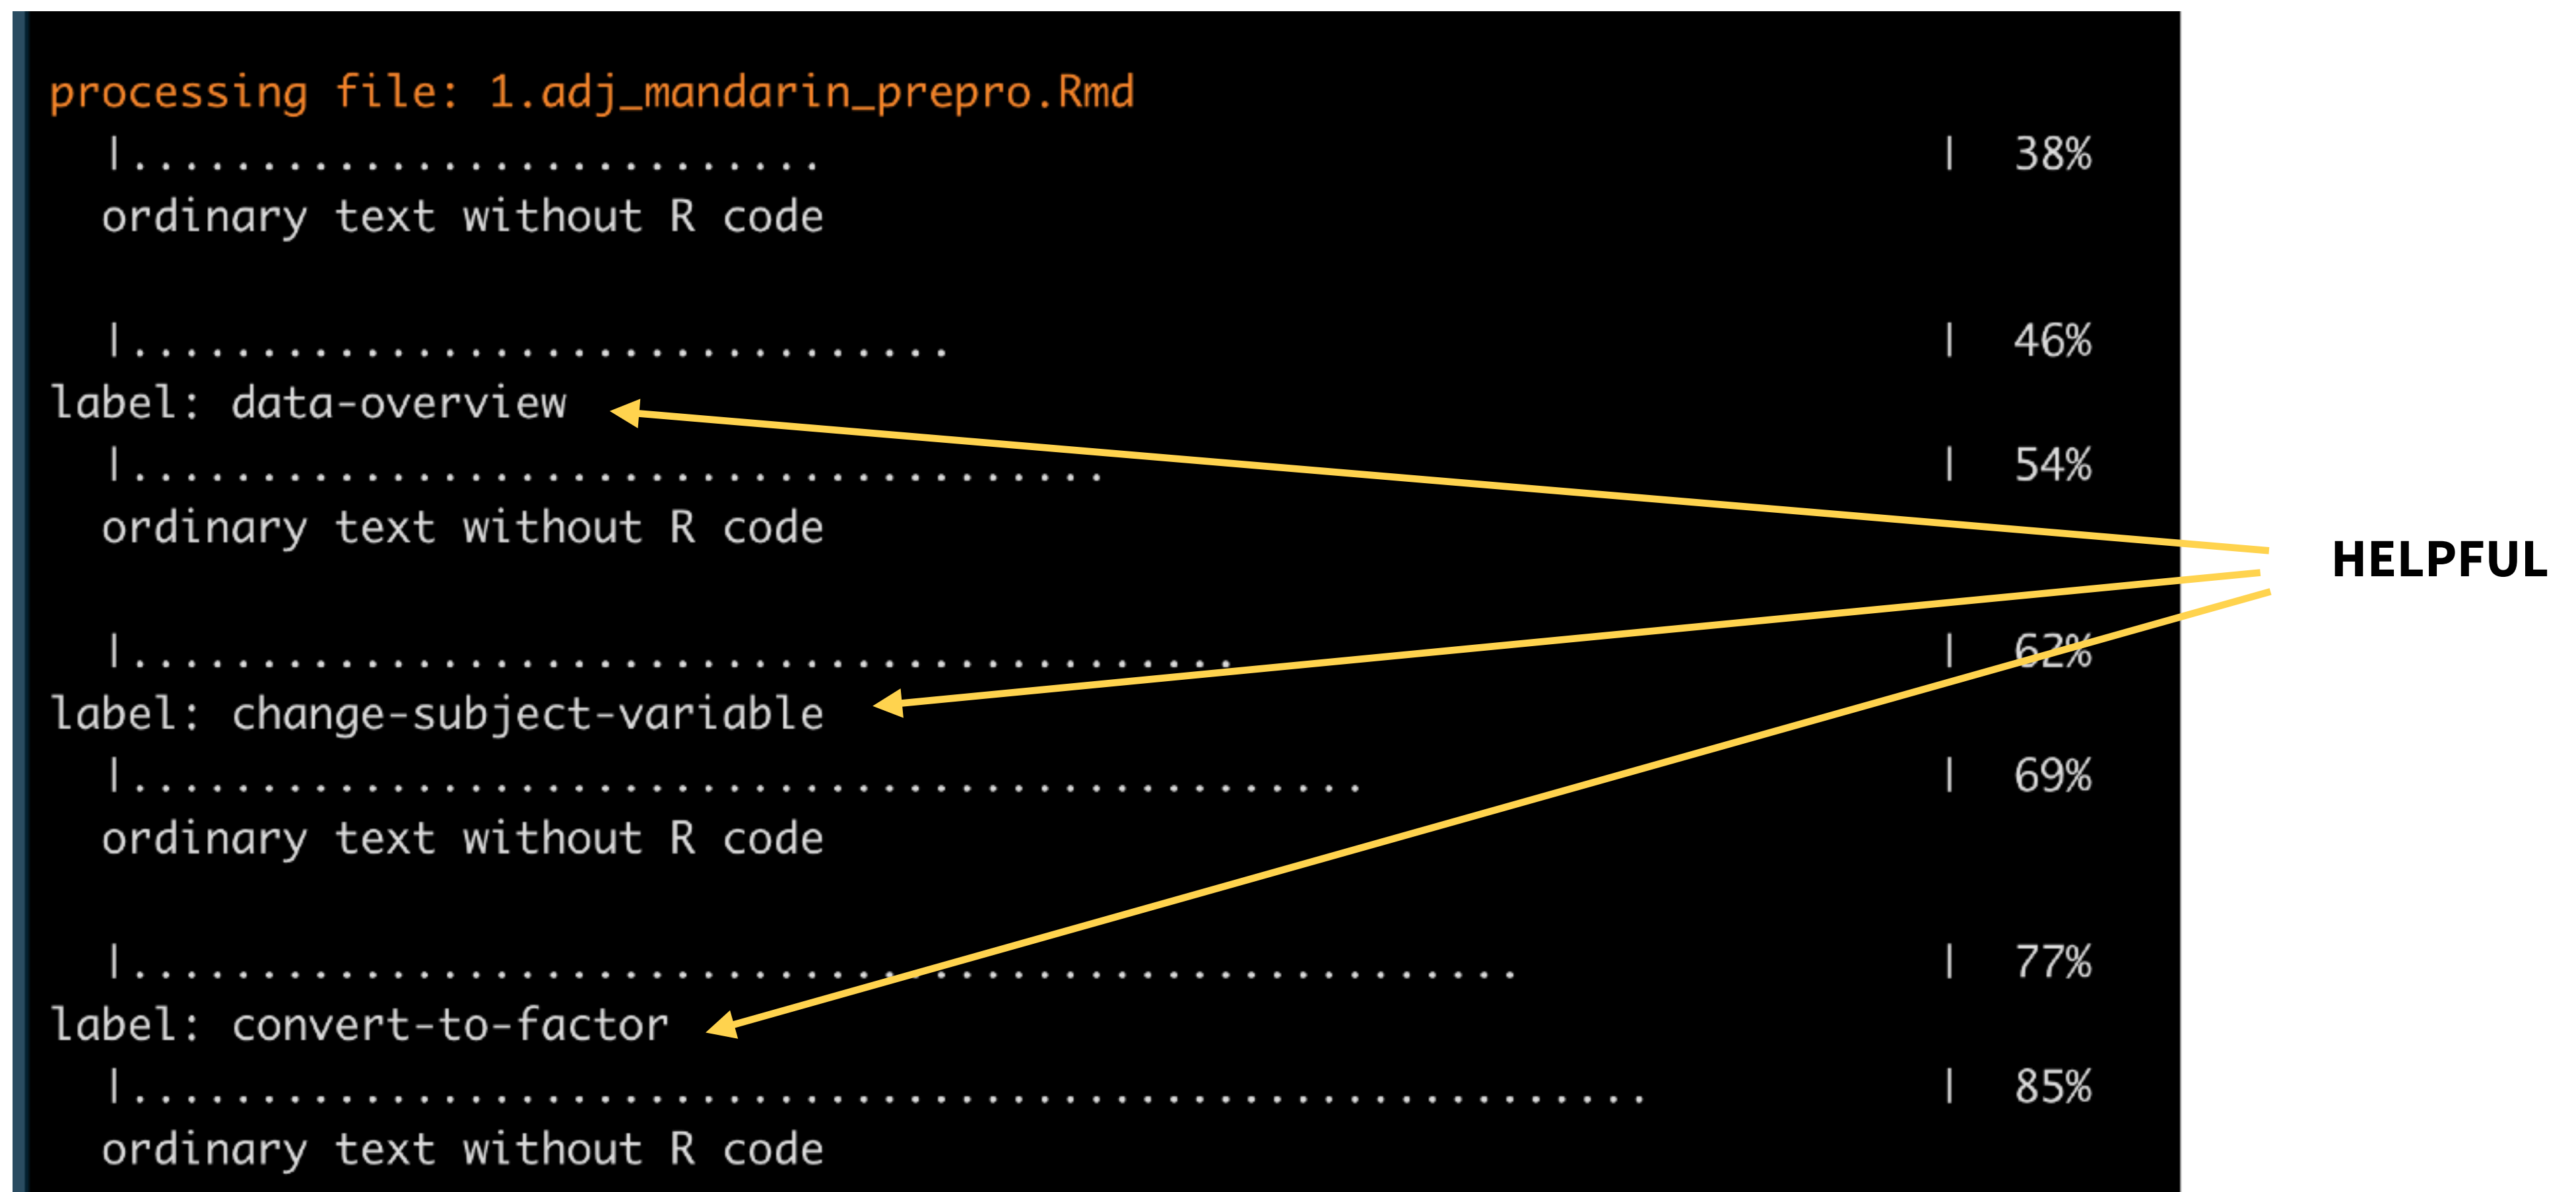 processing file: 1.adj_mandarin_prepro.Rmd
|........................... | 38%
ordinary text without R code
|................................ | 46%
label: data-overview
|...................................... | 54%
ordinary text without R code
HELPFUL
|........................................... | 62%
label: change-subject-variable
|................................................ | 69%
ordinary text without R code
|...................................................... | 77%
label: convert-to-factor
|........................................................... | 85%
ordinary text without R code